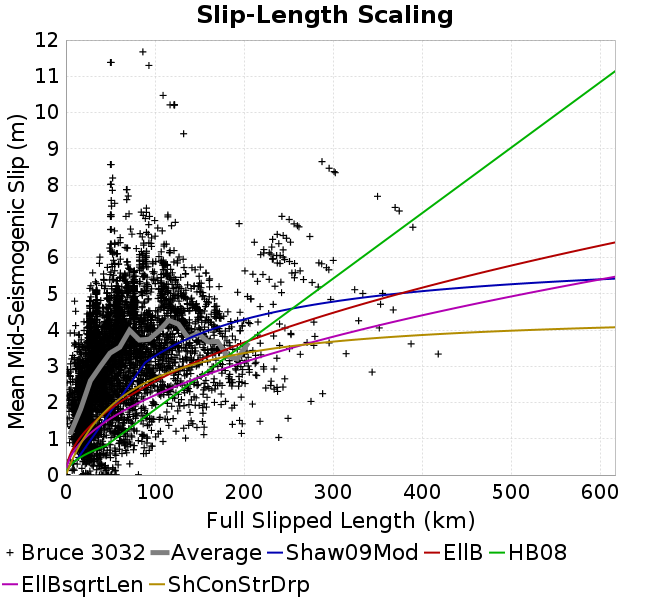 Slip-Length Scaling
Mean Mid-Seismogenic Slip (m)
12
11
10
9
8
7
6
5
4
3
2
1
0
0 100 200 300 400 500 600
Full Slipped Length (km)
Bruce 3032 Average Shaw09Mod EllB HB08
EllBsqrtLen ShConStrDrp